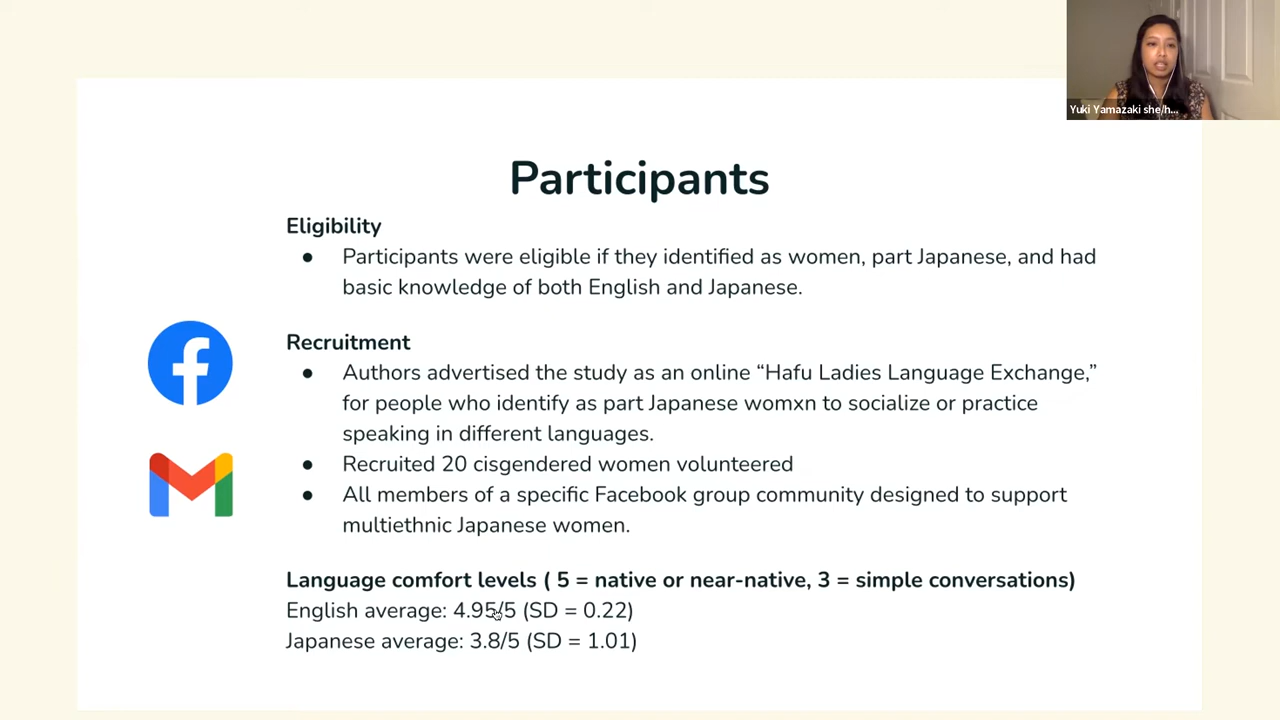 Yuki Yamazaki she/h...
Participants
Eligibility
● Participants were eligible if they identified as women, part Japanese, and had
basic knowledge of both English and Japanese.
Recruitment
● Authors advertised the study as an online “Hafu Ladies Language Exchange,”
for people who identify as part Japanese womxn to socialize or practice
speaking in different languages.
● Recruited 20 cisgendered women volunteered
● All members of a specific Facebook group community designed to support
multiethnic Japanese women.
Language comfort levels ( 5 = native or near-native, 3 = simple conversations)
English average: 4.95/5 (SD = 0.22)
Japanese average: 3.8/5 (SD = 1.01)